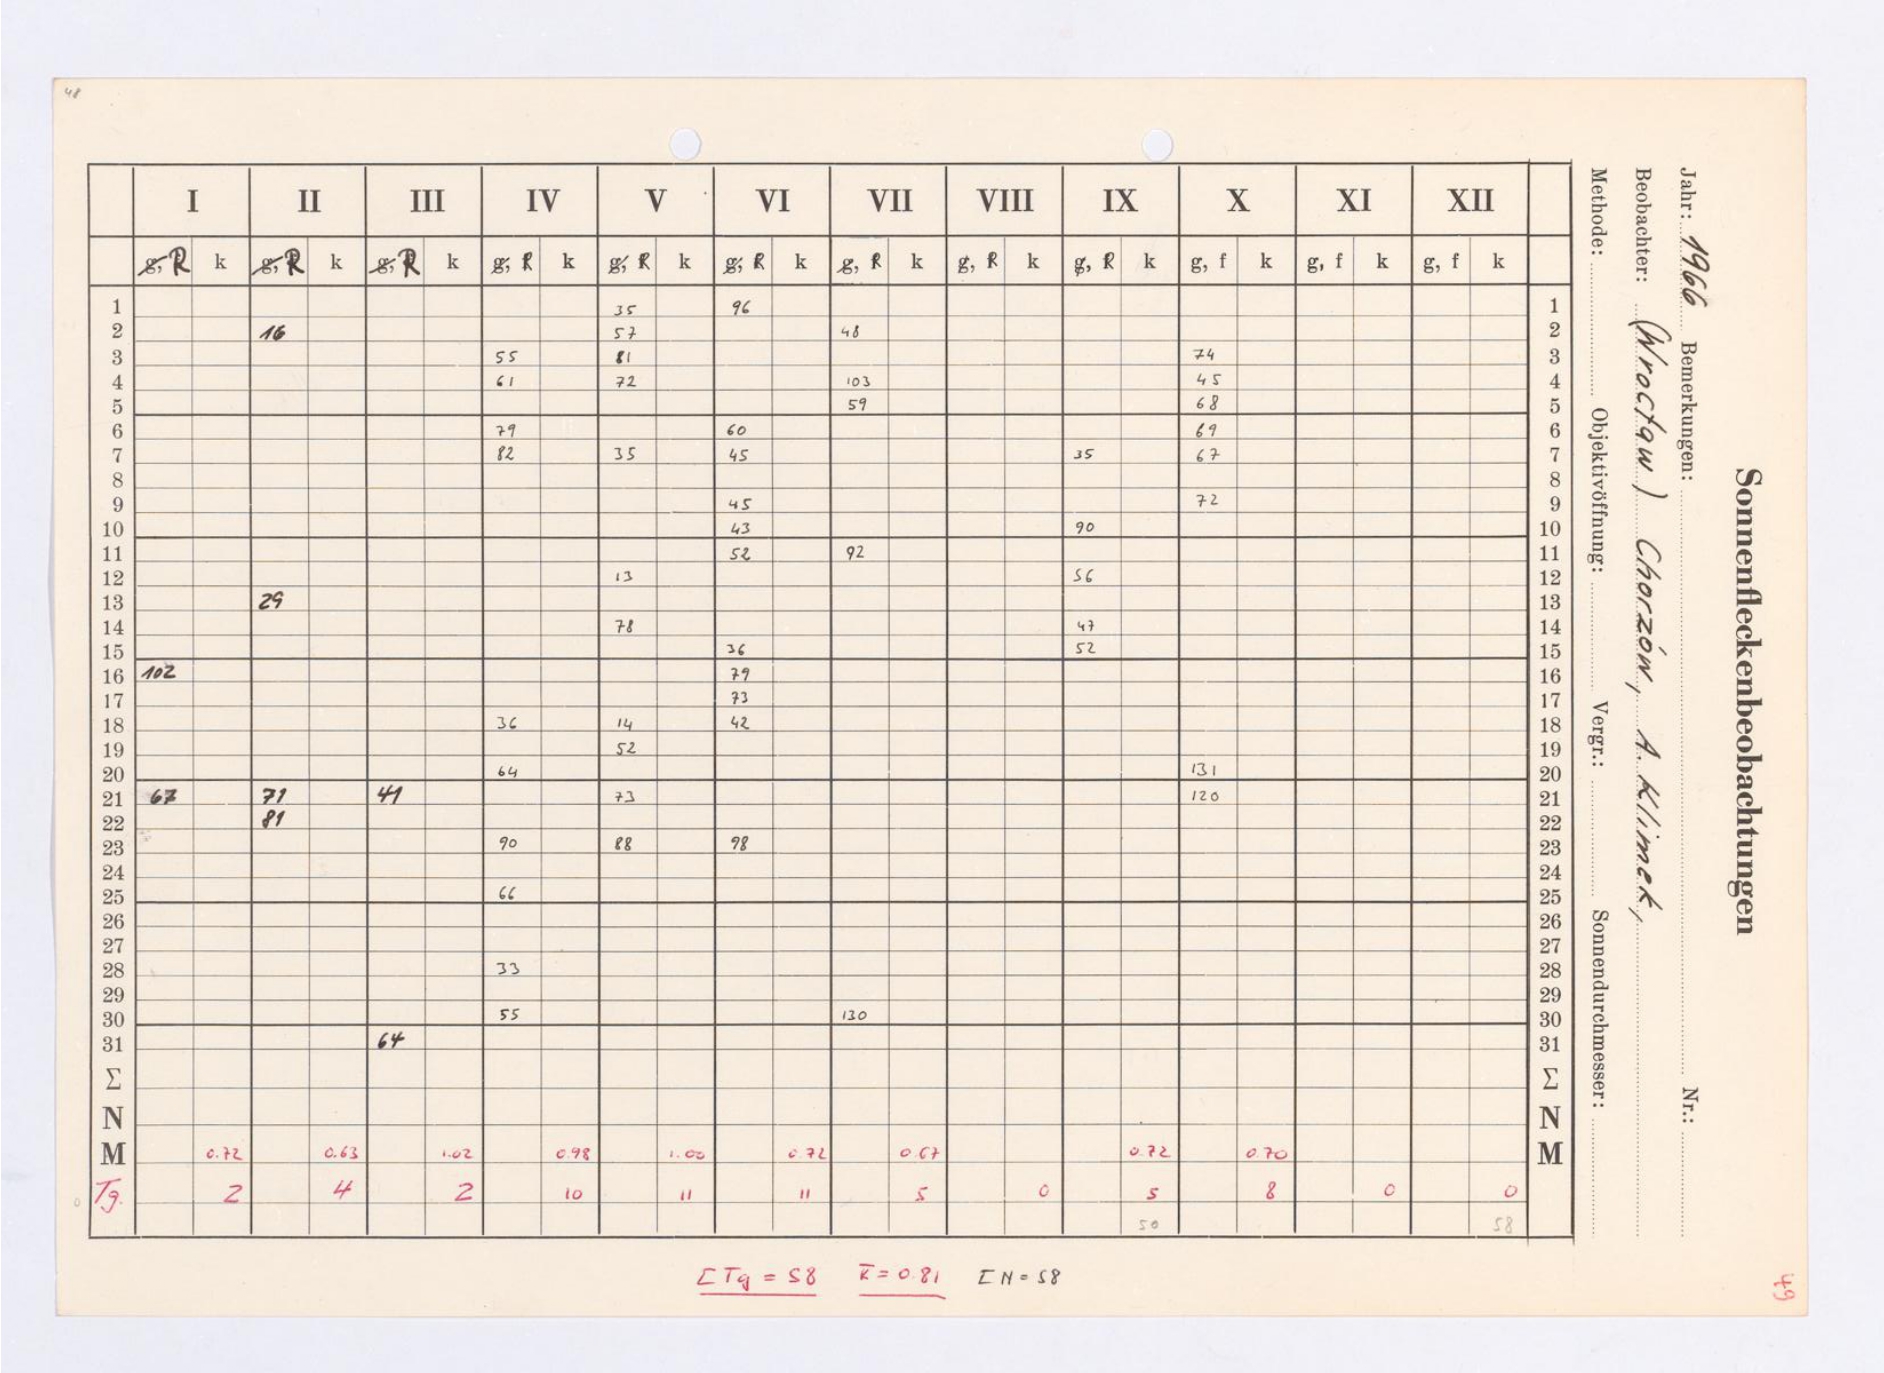 48
I II III IV V VI VII VIII IX X XI XII
g, R k g, R k g, R k g, R k g, R k g, R k g, R k g, R k g, R k g, f k g, f k g, f k
1 35 96 1
2 16 57 48 2
3 55 81 74 3
4 61 72 103 45 4
5 59 68 5
6 79 60 69 6
7 82 35 45 35 67 7
8 8
9 45 72 9
10 43 90 10
11 52 92 11
12 13 56 12
13 29 13
14 78 47 14
15 36 52 15
16 102 79 16
17 73 17
18 36 14 42 18
19 52 19
20 64 131 20
21 67 71 41 73 120 21
22 81 22
23 90 88 98 23
24 24
25 66 25
26 26
27 27
28 33 28
29 29
30 55 130 30
31 64 31
Σ Σ
N N
M 0.72 0.63 1.02 0.98 1.00 0.72 0.67 0.72 0.70 M
Tg. 2 4 2 10 11 11 5 0 5 8 0 0
50 58
ΣTg = 58 k̄ = 0.81 ΣN = 58
Sonnenfleckenbeobachtungen
Jahr: 1966 Bemerkungen: Nr.:
Beobachter: (Wrocław) Chorzów, A. Klimek,
Methode: Objektivöffnung: Vergr.: Sonnendurchmesser:
49